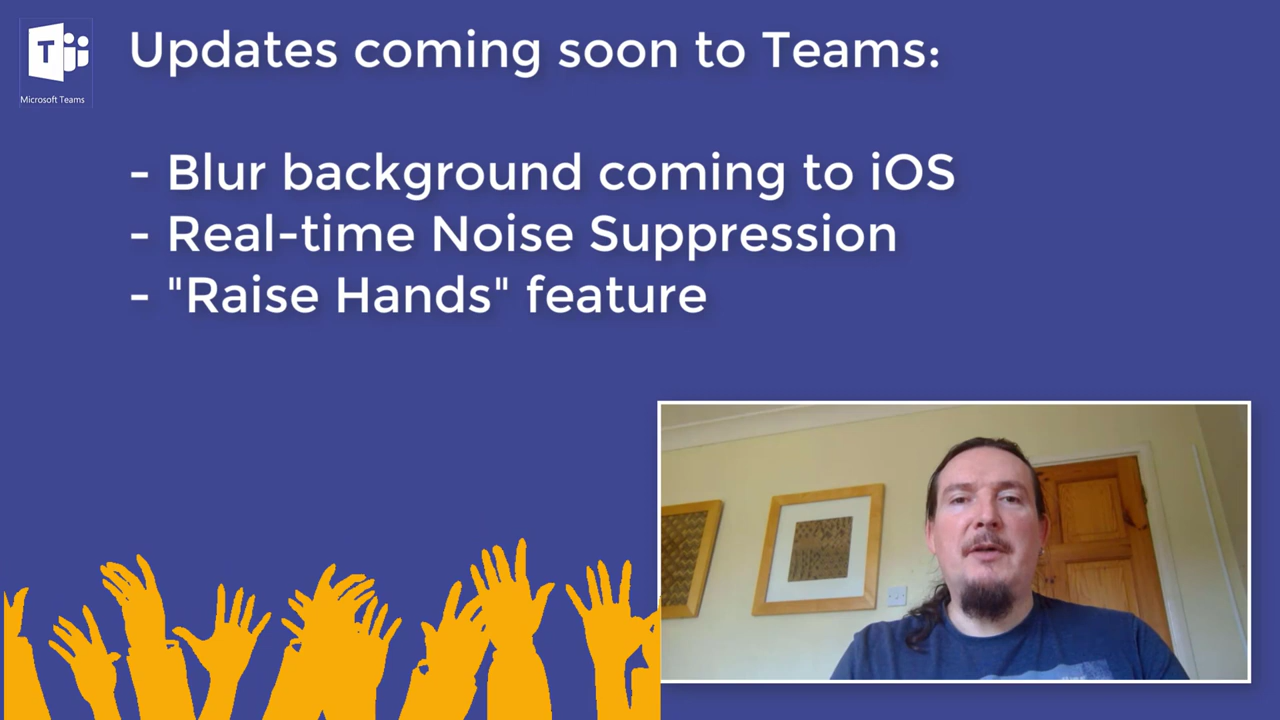 Updates coming soon to Teams:
T
Microsoft Teams
- Blur background coming to iOS
- Real-time Noise Suppression
- "Raise Hands" feature